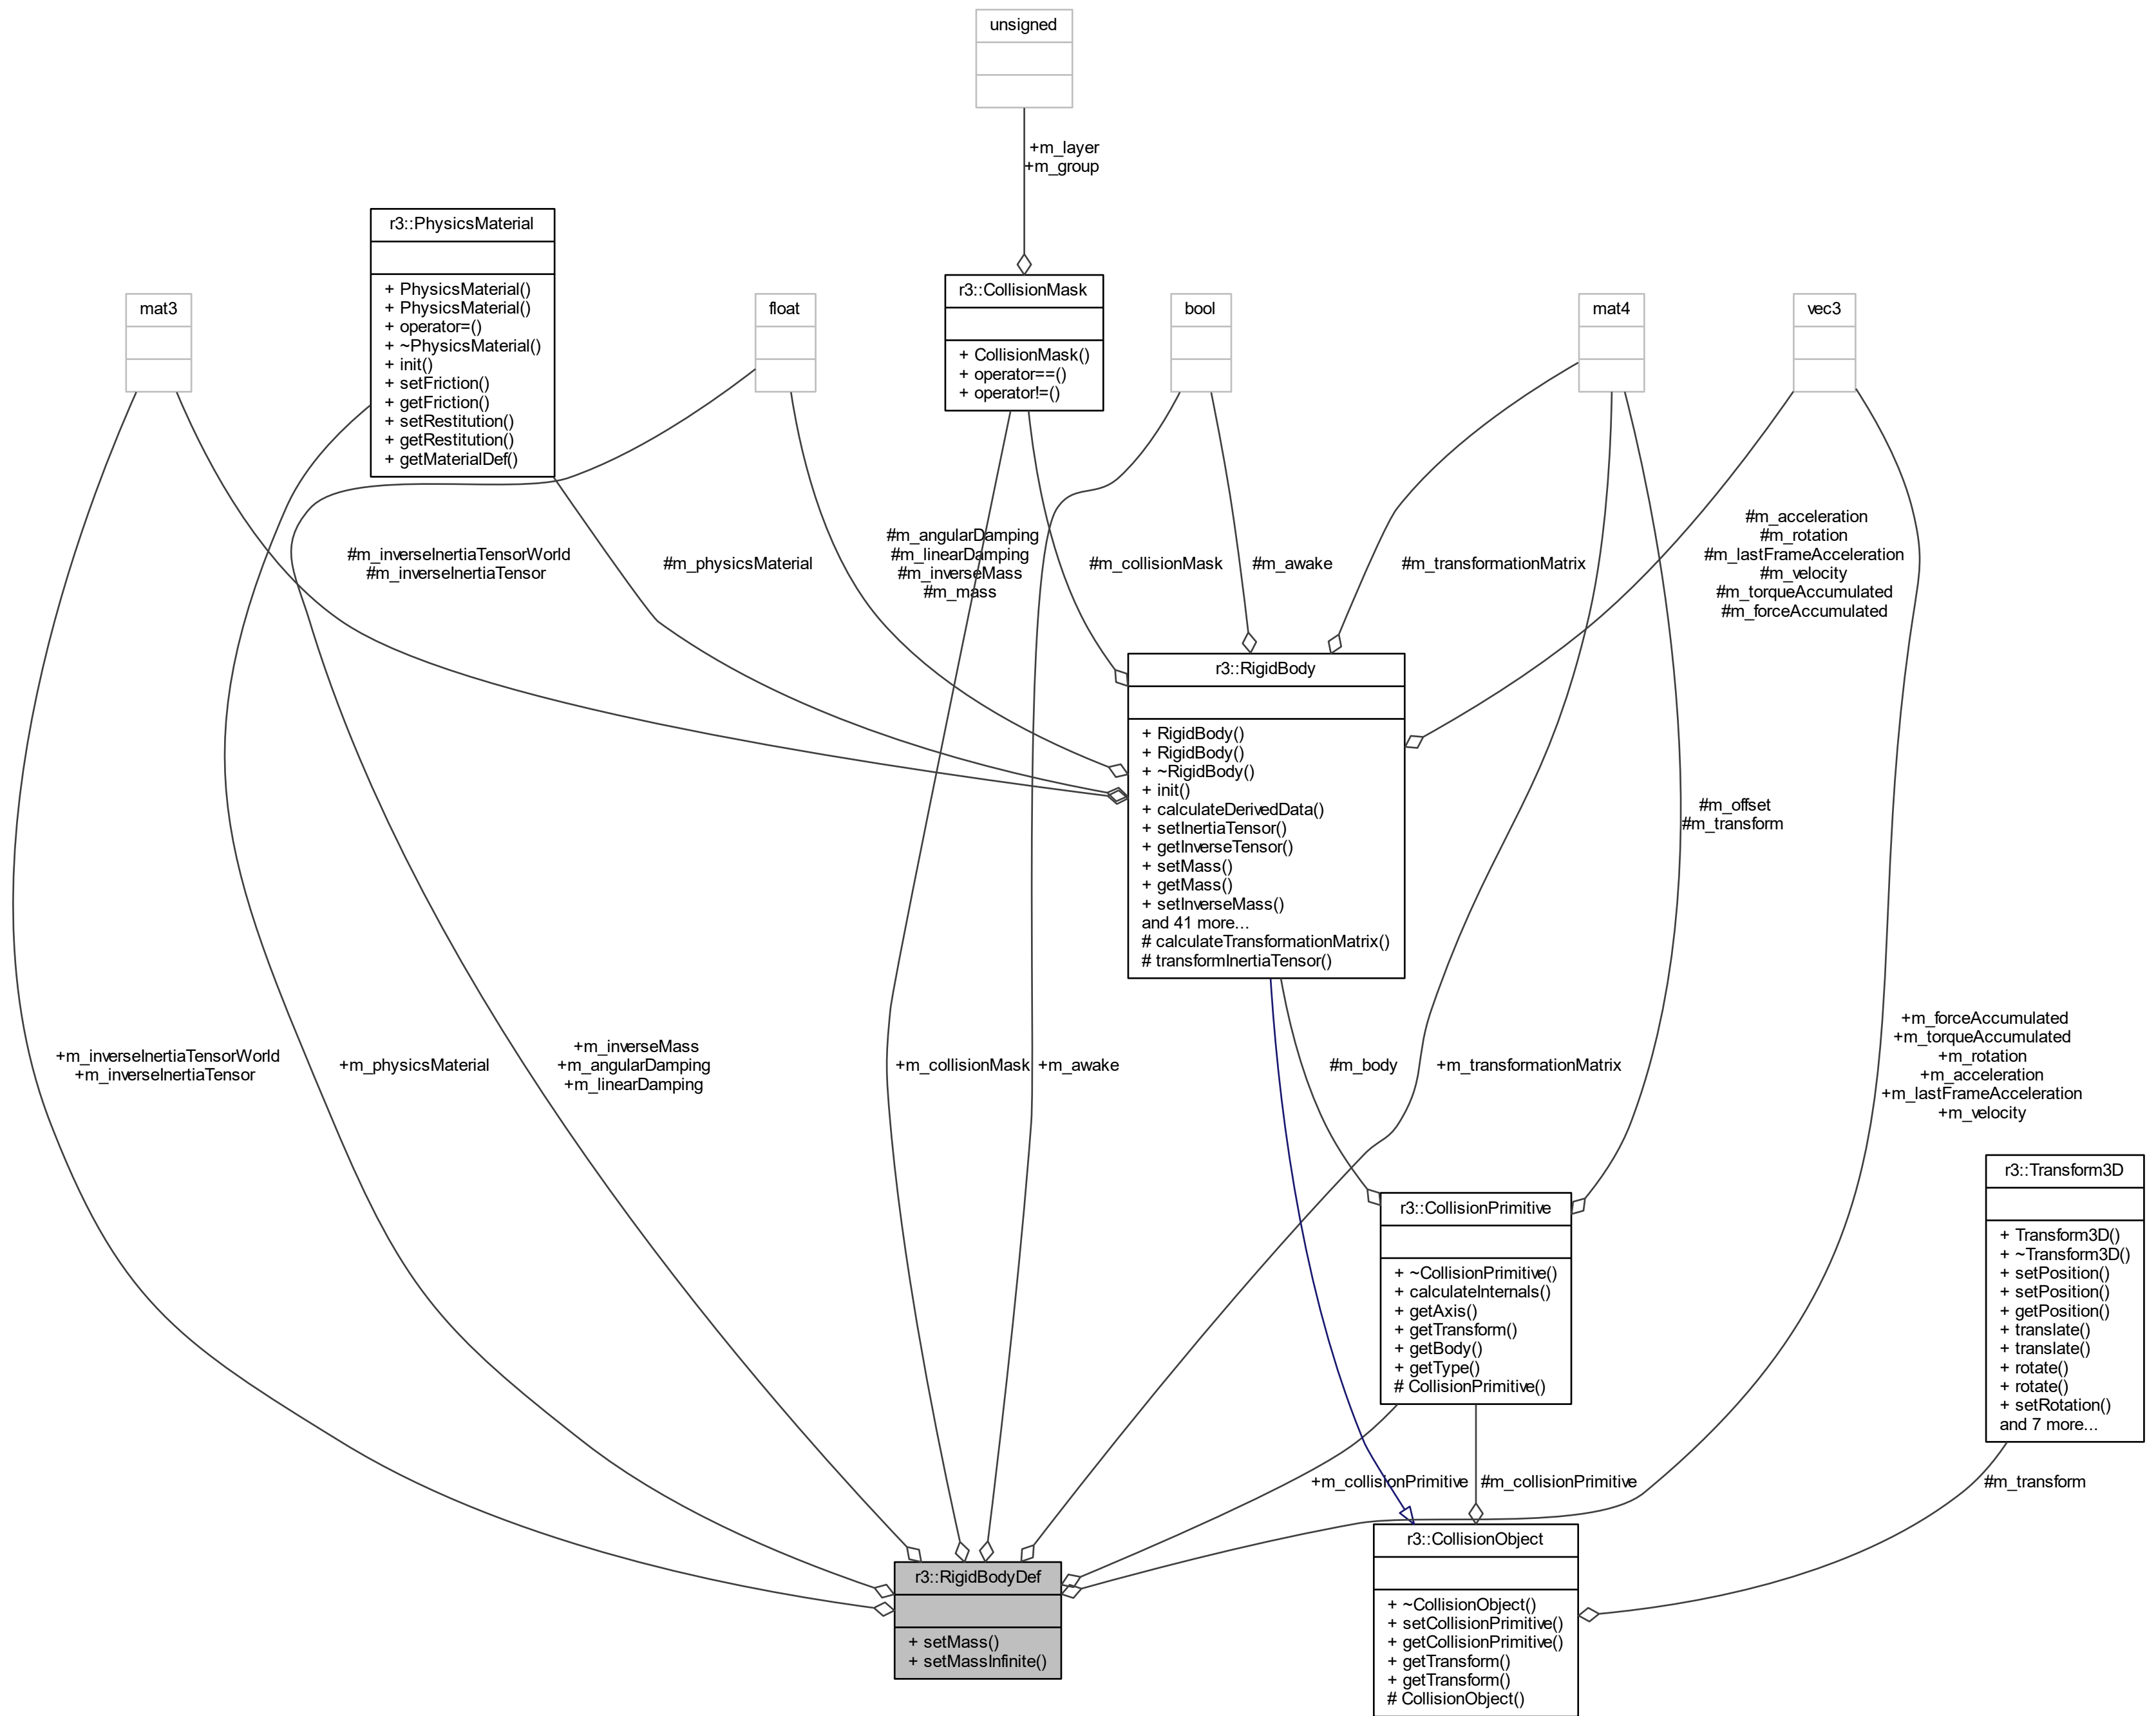 unsigned
+m_layer
+m_group
r3::PhysicsMaterial
+ PhysicsMaterial()
+ PhysicsMaterial()
+ operator=()
+ ~PhysicsMaterial()
+ init()
+ setFriction()
+ getFriction()
+ setRestitution()
+ getRestitution()
+ getMaterialDef()
r3::CollisionMask
+ CollisionMask()
+ operator==()
+ operator!=()
mat3
float
bool
mat4
vec3
#m_inverseInertiaTensorWorld
#m_inverseInertiaTensor
#m_physicsMaterial
#m_angularDamping
#m_linearDamping
#m_inverseMass
#m_mass
#m_collisionMask
#m_awake
#m_transformationMatrix
#m_acceleration
#m_rotation
#m_lastFrameAcceleration
#m_velocity
#m_torqueAccumulated
#m_forceAccumulated
r3::RigidBody
+ RigidBody()
+ RigidBody()
+ ~RigidBody()
+ init()
+ calculateDerivedData()
+ setInertiaTensor()
+ getInverseTensor()
+ setMass()
+ getMass()
+ setInverseMass()
and 41 more...
# calculateTransformationMatrix()
# transformInertiaTensor()
#m_offset
#m_transform
+m_inverseInertiaTensorWorld
+m_inverseInertiaTensor
+m_physicsMaterial
+m_inverseMass
+m_angularDamping
+m_linearDamping
+m_collisionMask
+m_awake
#m_body
+m_transformationMatrix
+m_forceAccumulated
+m_torqueAccumulated
+m_rotation
+m_acceleration
+m_lastFrameAcceleration
+m_velocity
r3::CollisionPrimitive
+ ~CollisionPrimitive()
+ calculateInternals()
+ getAxis()
+ getTransform()
+ getBody()
+ getType()
# CollisionPrimitive()
r3::Transform3D
+ Transform3D()
+ ~Transform3D()
+ setPosition()
+ setPosition()
+ getPosition()
+ translate()
+ translate()
+ rotate()
+ rotate()
+ setRotation()
and 7 more...
+m_collisionPrimitive
#m_collisionPrimitive
#m_transform
r3::RigidBodyDef
+ setMass()
+ setMassInfinite()
r3::CollisionObject
+ ~CollisionObject()
+ setCollisionPrimitive()
+ getCollisionPrimitive()
+ getTransform()
+ getTransform()
# CollisionObject()